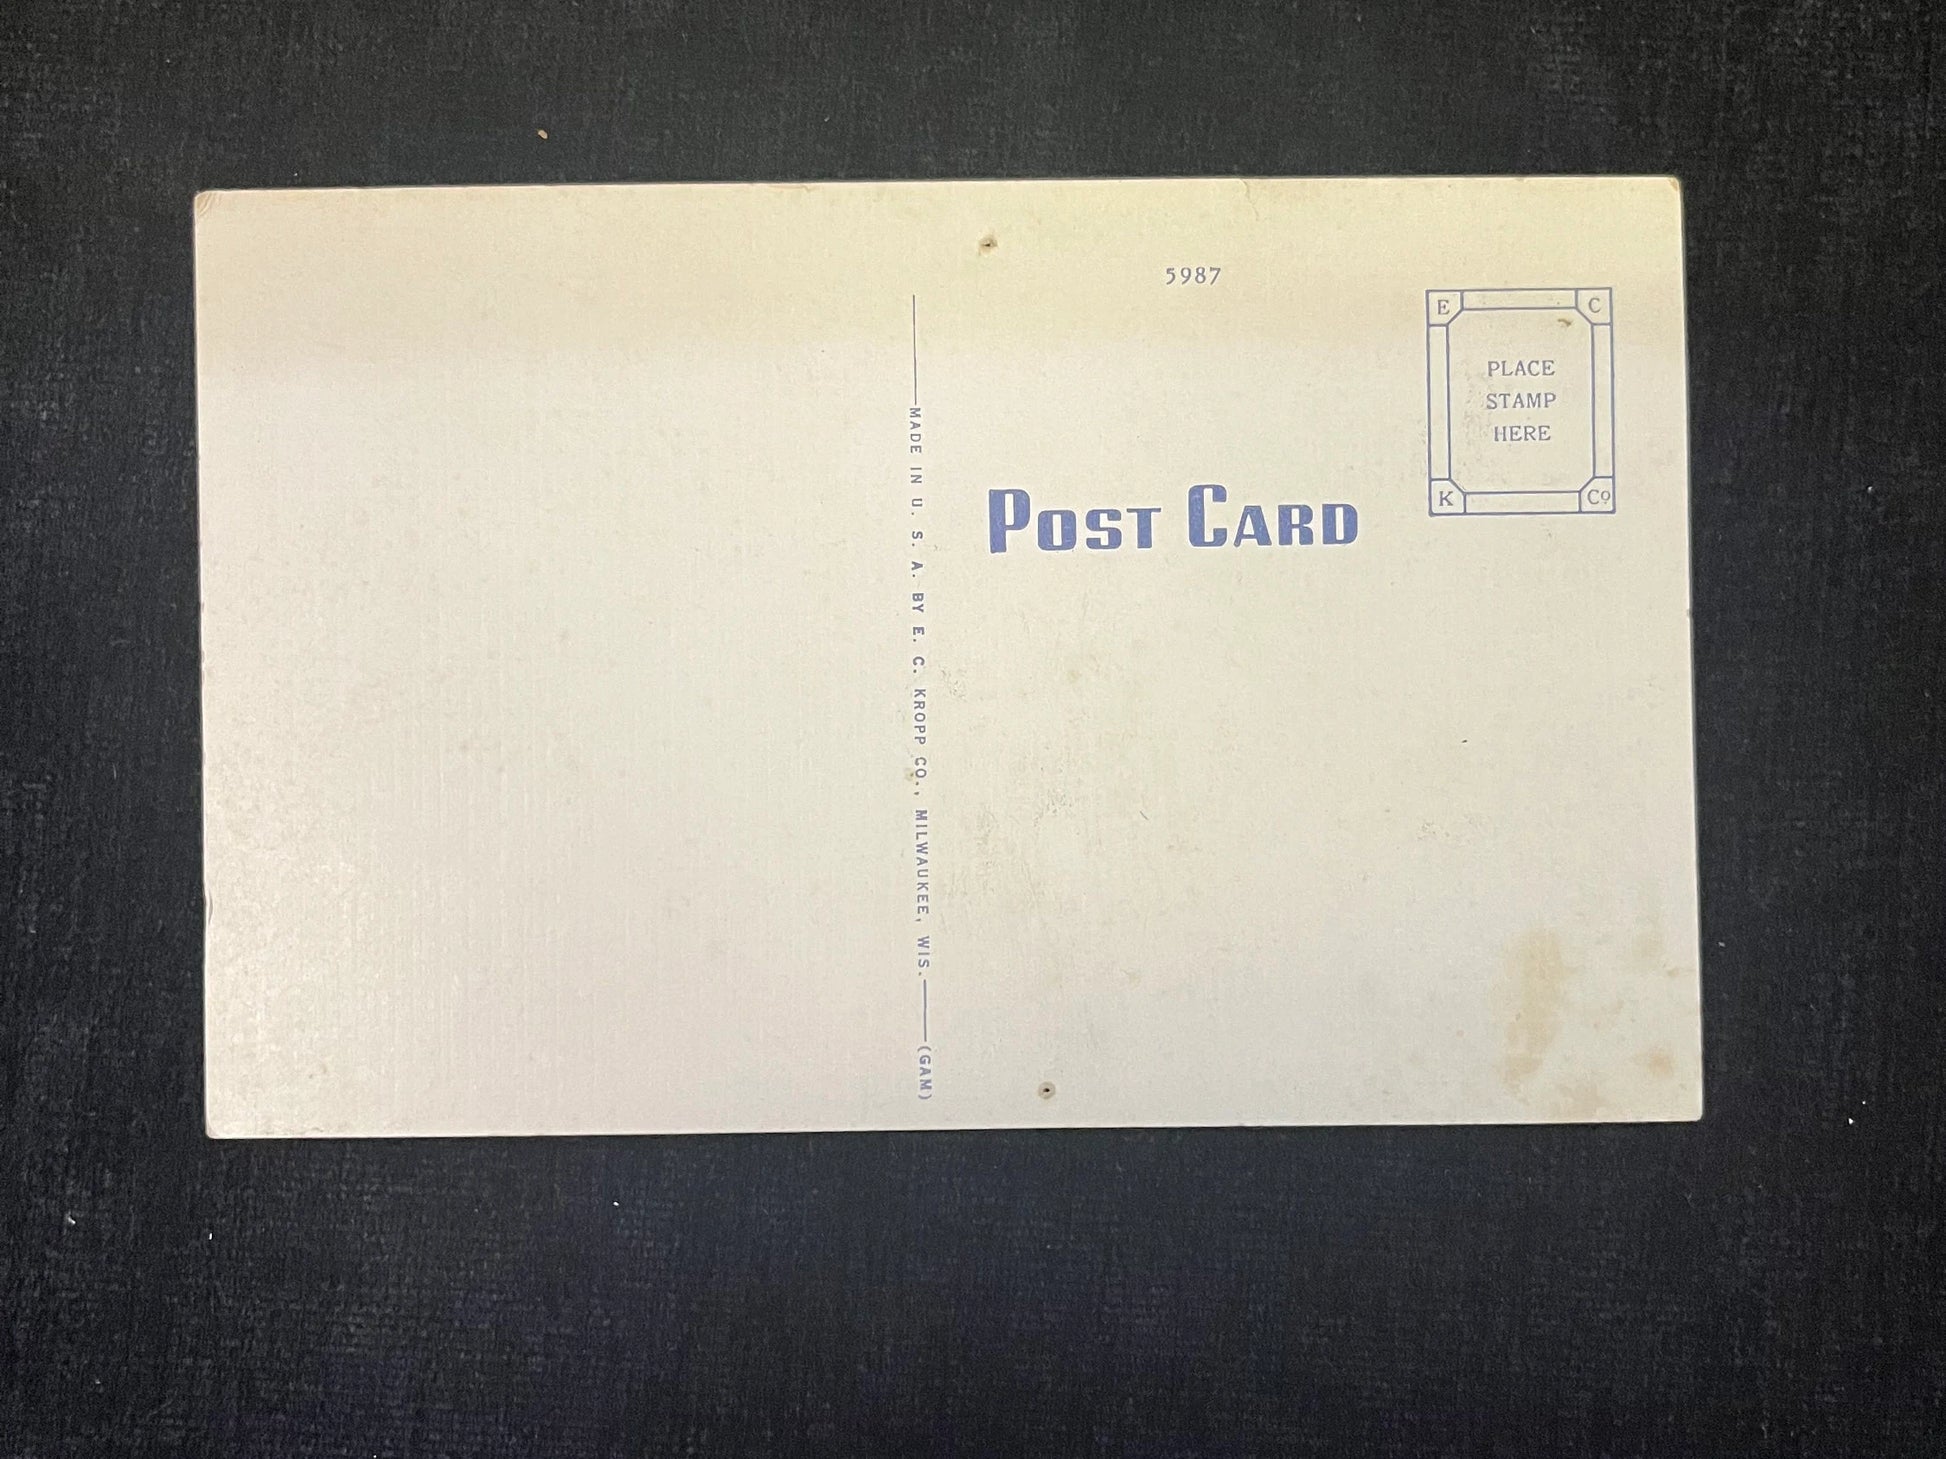 5987
E C
PLACE
STAMP
HERE
K Co
POST CARD
MADE IN U. S. A. BY E. C. KROPP CO., MILWAUKEE, WIS. (GAM)